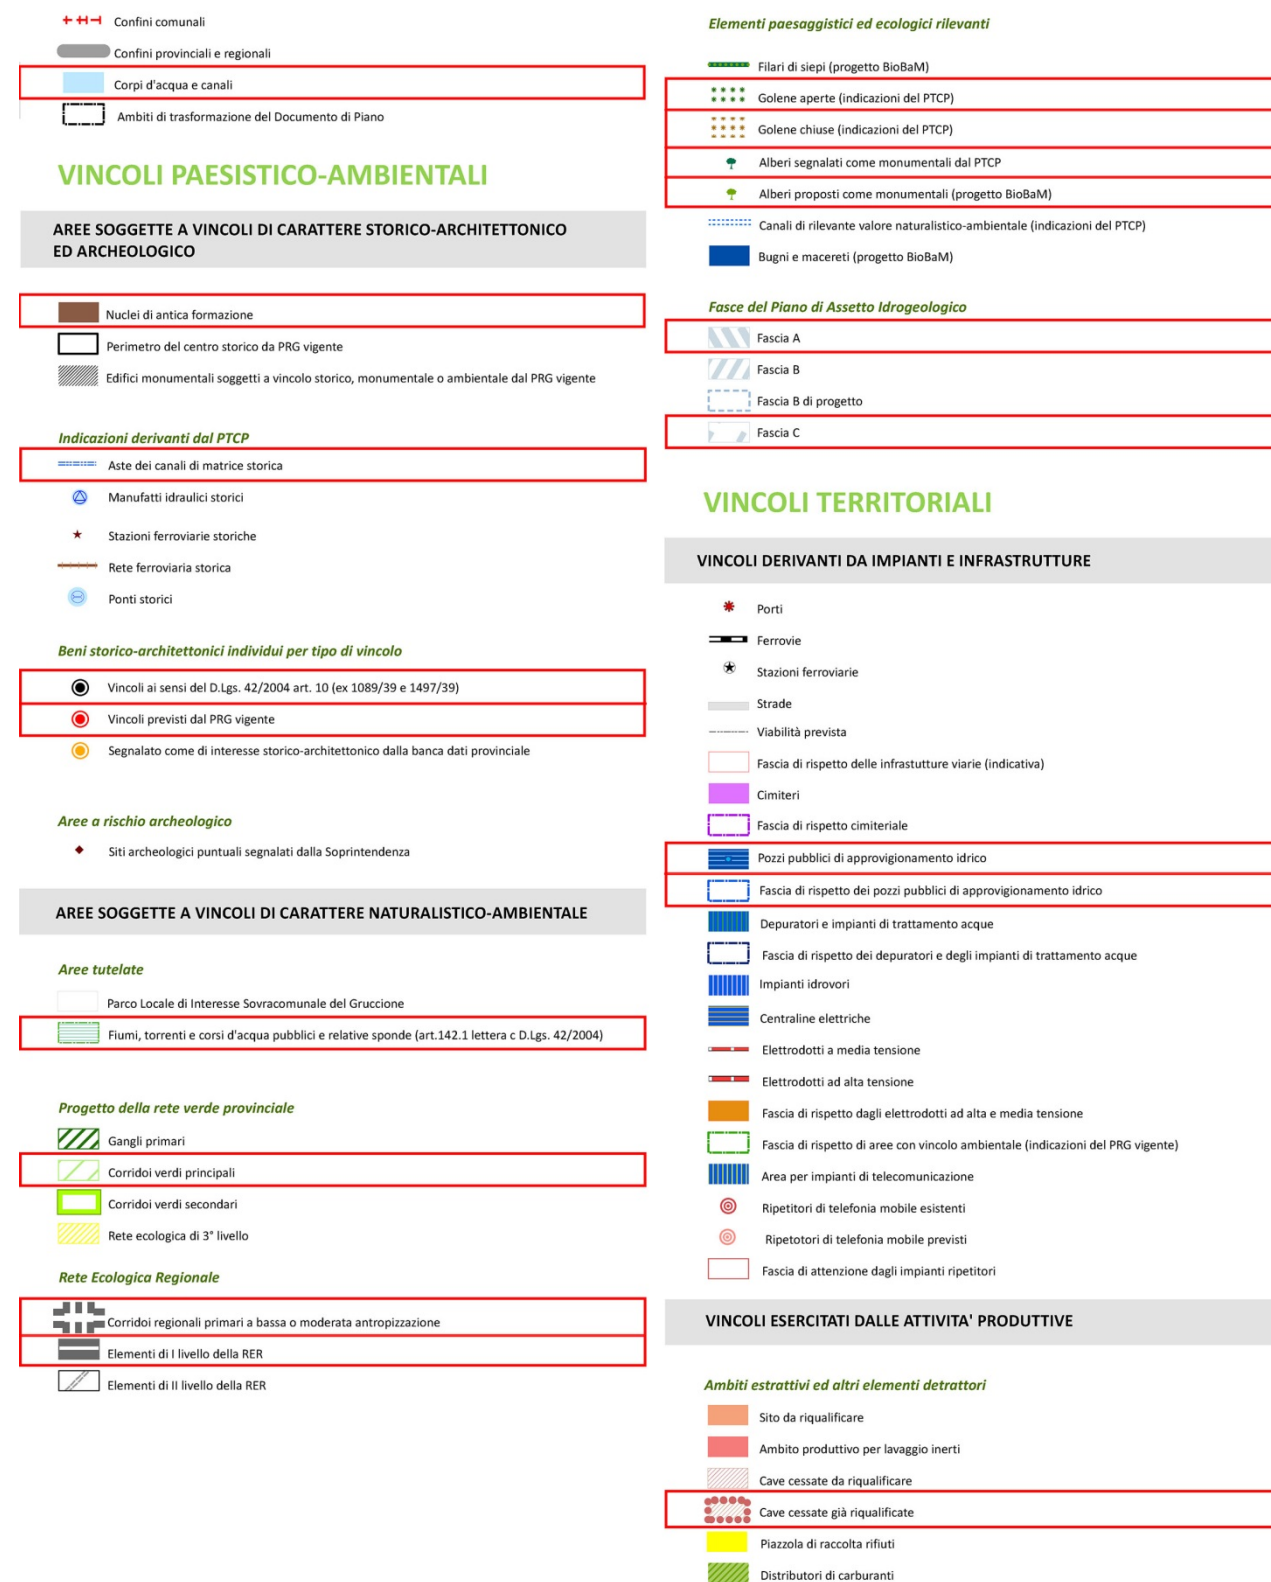 Confini comunali
Confini provinciali e regionali
Corpi d'acqua e canali
Ambiti di trasformazione del Documento di Piano
VINCOLI PAESISTICO-AMBIENTALI
AREE SOGGETTE A VINCOLI DI CARATTERE STORICO-ARCHITETTONICO
ED ARCHEOLOGICO
Nuclei di antica formazione
Perimetro del centro storico da PRG vigente
Edifici monumentali soggetti a vincolo storico, monumentale o ambientale dal PRG vigente
Indicazioni derivanti dal PTCP
Aste dei canali di matrice storica
Manufatti idraulici storici
Stazioni ferroviarie storiche
Rete ferroviaria storica
Ponti storici
Beni storico-architettonici individui per tipo di vincolo
Vincoli ai sensi del D.Lgs. 42/2004 art. 10 (ex 1089/39 e 1497/39)
Vincoli previsti dal PRG vigente
Segnalato come di interesse storico-architettonico dalla banca dati provinciale
Aree a rischio archeologico
Siti archeologici puntuali segnalati dalla Soprintendenza
AREE SOGGETTE A VINCOLI DI CARATTERE NATURALISTICO-AMBIENTALE
Aree tutelate
Parco Locale di Interesse Sovracomunale del Gruccione
Fiumi, torrenti e corsi d'acqua pubblici e relative sponde (art.142.1 lettera c D.Lgs. 42/2004)
Progetto della rete verde provinciale
Gangli primari
Corridoi verdi principali
Corridoi verdi secondari
Rete ecologica di 3° livello
Rete Ecologica Regionale
Corridoi regionali primari a bassa o moderata antropizzazione
Elementi di I livello della RER
Elementi di II livello della RER
Elementi paesaggistici ed ecologici rilevanti
Filari di siepi (progetto BioBaM)
Golene aperte (indicazioni del PTCP)
Golene chiuse (indicazioni del PTCP)
Alberi segnalati come monumentali dal PTCP
Alberi proposti come monumentali (progetto BioBaM)
Canali di rilevante valore naturalistico-ambientale (indicazioni del PTCP)
Bugni e macereti (progetto BioBaM)
Fasce del Piano di Assetto Idrogeologico
Fascia A
Fascia B
Fascia B di progetto
Fascia C
VINCOLI TERRITORIALI
VINCOLI DERIVANTI DA IMPIANTI E INFRASTRUTTURE
Porti
Ferrovie
Stazioni ferroviarie
Strade
Viabilità prevista
Fascia di rispetto delle infrastutture viarie (indicativa)
Cimiteri
Fascia di rispetto cimiteriale
Pozzi pubblici di approvigionamento idrico
Fascia di rispetto dei pozzi pubblici di approvigionamento idrico
Depuratori e impianti di trattamento acque
Fascia di rispetto dei depuratori e degli impianti di trattamento acque
Impianti idrovori
Centraline elettriche
Elettrodotti a media tensione
Elettrodotti ad alta tensione
Fascia di rispetto dagli elettrodotti ad alta e media tensione
Fascia di rispetto di aree con vincolo ambientale (indicazioni del PRG vigente)
Area per impianti di telecomunicazione
Ripetitori di telefonia mobile esistenti
Ripetotori di telefonia mobile previsti
Fascia di attenzione dagli impianti ripetitori
VINCOLI ESERCITATI DALLE ATTIVITA' PRODUTTIVE
Ambiti estrattivi ed altri elementi detrattori
Sito da riqualificare
Ambito produttivo per lavaggio inerti
Cave cessate da riqualificare
Cave cessate già riqualificate
Piazzola di raccolta rifiuti
Distributori di carburanti